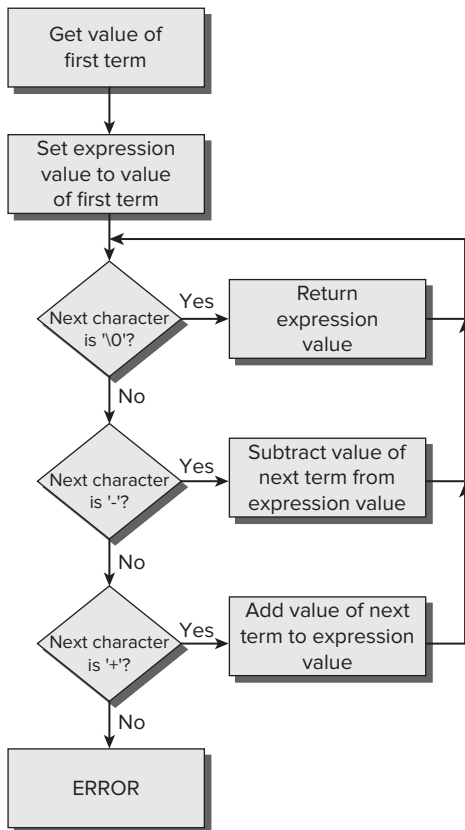 Get value of
first term
Set expression
value to value
of first term
Next character
is '\0'?
Yes
Return
expression
value
No
Next character
is '-'?
Yes
Subtract value of
next term from
expression value
No
Next character
is '+'?
Yes
Add value of next
term to expression
value
No
ERROR